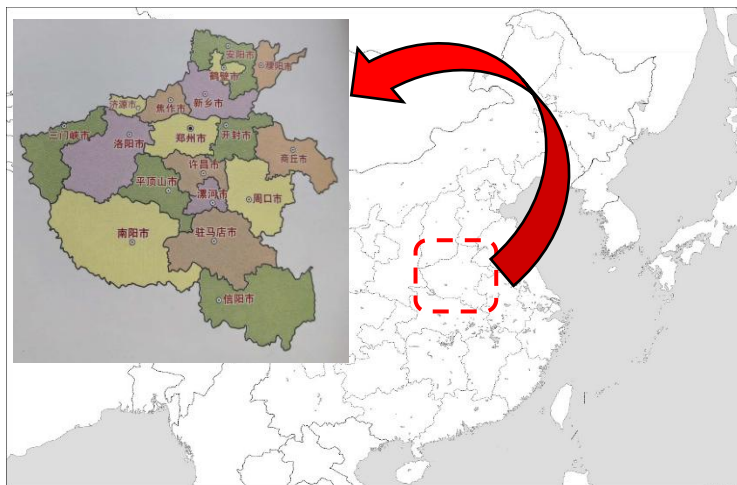 安阳市
濮阳市
鹤壁市
新乡市
济源市
焦作市
三门峡市
洛阳市
郑州市
开封市
商丘市
许昌市
平顶山市
漯河市
周口市
南阳市
驻马店市
信阳市